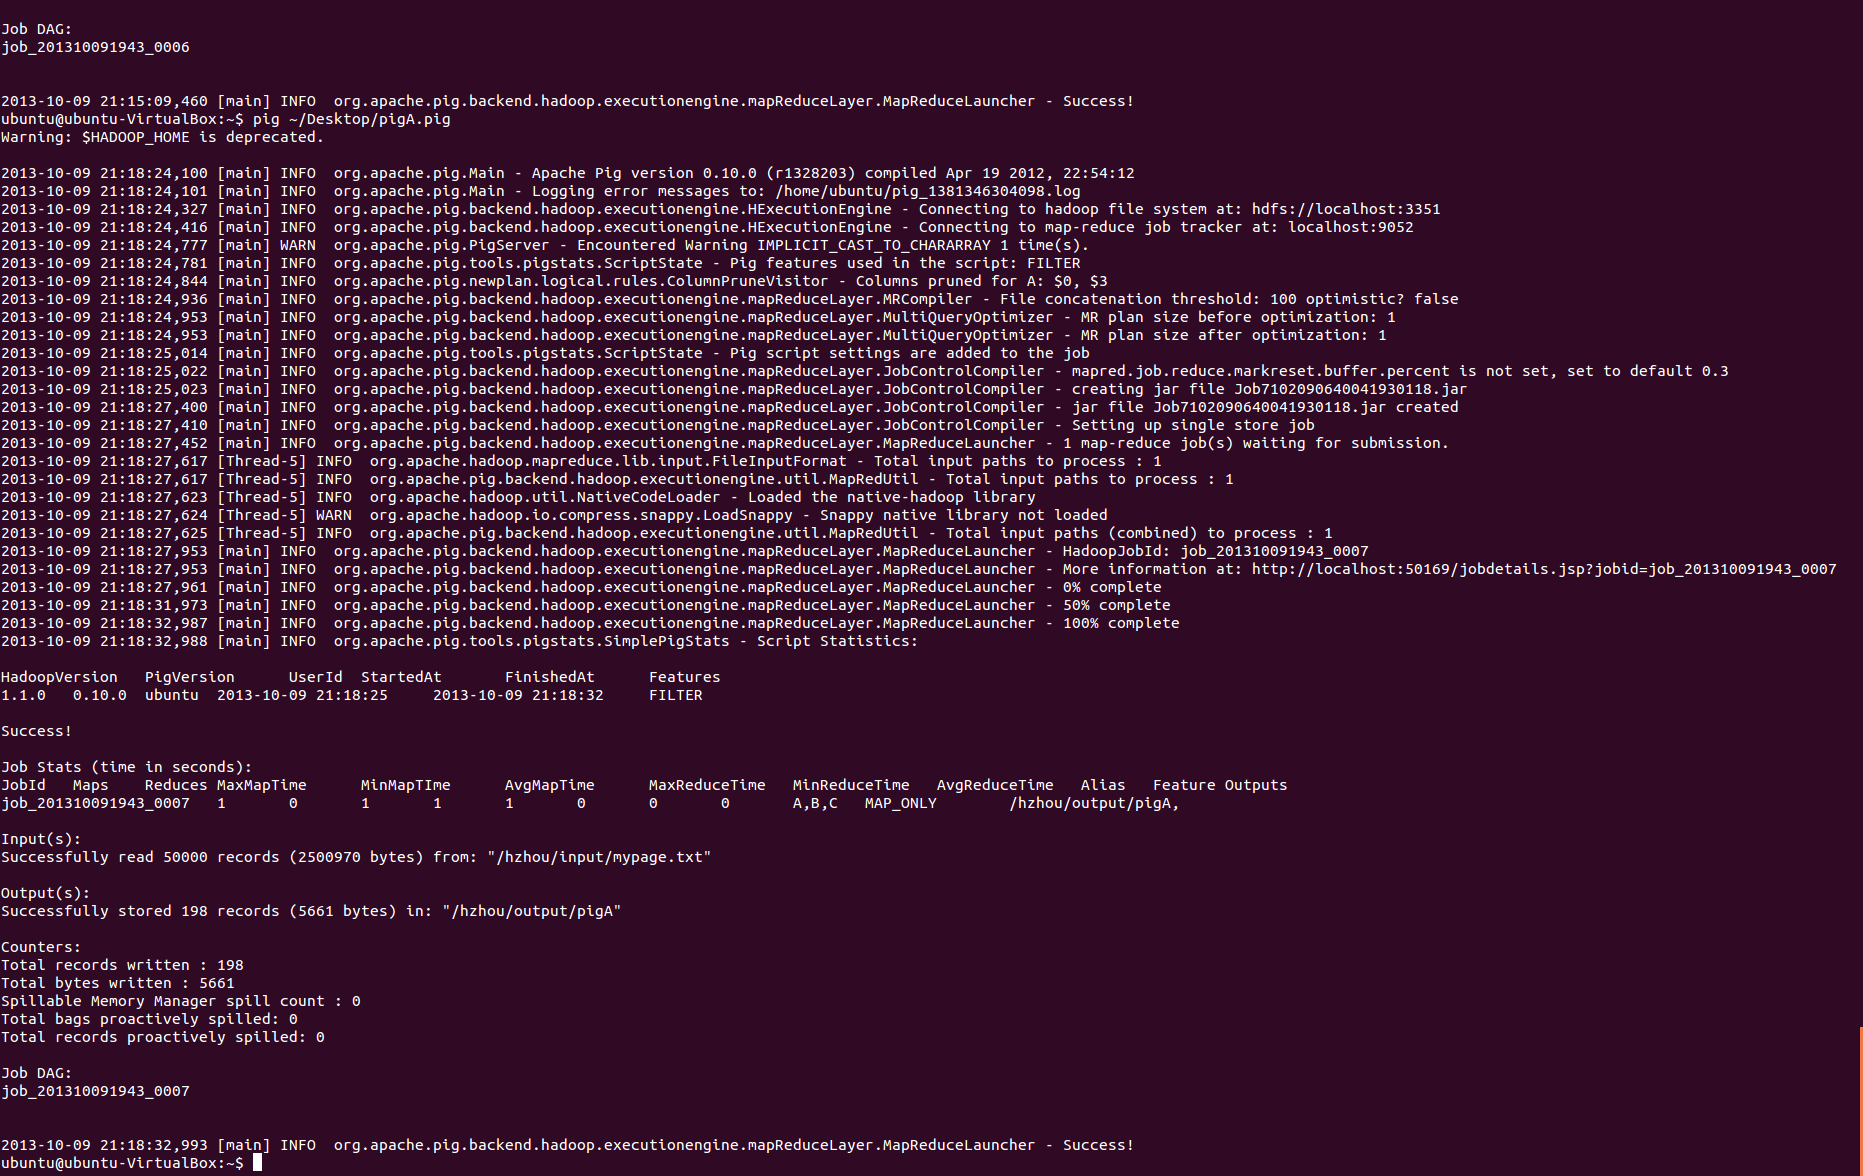 Job DAG:
job_201310091943_0006
2013-10-09 21:15:09,460 [main] INFO  org.apache.pig.backend.hadoop.executionengine.mapReduceLayer.MapReduceLauncher - Success!
ubuntu@ubuntu-VirtualBox:~$ pig ~/Desktop/pigA.pig
Warning: $HADOOP_HOME is deprecated.
2013-10-09 21:18:24,100 [main] INFO  org.apache.pig.Main - Apache Pig version 0.10.0 (r1328203) compiled Apr 19 2012, 22:54:12
2013-10-09 21:18:24,101 [main] INFO  org.apache.pig.Main - Logging error messages to: /home/ubuntu/pig_1381346304098.log
2013-10-09 21:18:24,327 [main] INFO  org.apache.pig.backend.hadoop.executionengine.HExecutionEngine - Connecting to hadoop file system at: hdfs://localhost:3351
2013-10-09 21:18:24,416 [main] INFO  org.apache.pig.backend.hadoop.executionengine.HExecutionEngine - Connecting to map-reduce job tracker at: localhost:9052
2013-10-09 21:18:24,777 [main] WARN  org.apache.pig.PigServer - Encountered Warning IMPLICIT_CAST_TO_CHARARRAY 1 time(s).
2013-10-09 21:18:24,781 [main] INFO  org.apache.pig.tools.pigstats.ScriptState - Pig features used in the script: FILTER
2013-10-09 21:18:24,844 [main] INFO  org.apache.pig.newplan.logical.rules.ColumnPruneVisitor - Columns pruned for A: $0, $3
2013-10-09 21:18:24,936 [main] INFO  org.apache.pig.backend.hadoop.executionengine.mapReduceLayer.MRCompiler - File concatenation threshold: 100 optimistic? false
2013-10-09 21:18:24,953 [main] INFO  org.apache.pig.backend.hadoop.executionengine.mapReduceLayer.MultiQueryOptimizer - MR plan size before optimization: 1
2013-10-09 21:18:24,953 [main] INFO  org.apache.pig.backend.hadoop.executionengine.mapReduceLayer.MultiQueryOptimizer - MR plan size after optimization: 1
2013-10-09 21:18:25,014 [main] INFO  org.apache.pig.tools.pigstats.ScriptState - Pig script settings are added to the job
2013-10-09 21:18:25,022 [main] INFO  org.apache.pig.backend.hadoop.executionengine.mapReduceLayer.JobControlCompiler - mapred.job.reduce.markreset.buffer.percent is not set, set to default 0.3
2013-10-09 21:18:25,023 [main] INFO  org.apache.pig.backend.hadoop.executionengine.mapReduceLayer.JobControlCompiler - creating jar file Job7102090640041930118.jar
2013-10-09 21:18:27,400 [main] INFO  org.apache.pig.backend.hadoop.executionengine.mapReduceLayer.JobControlCompiler - jar file Job7102090640041930118.jar created
2013-10-09 21:18:27,410 [main] INFO  org.apache.pig.backend.hadoop.executionengine.mapReduceLayer.JobControlCompiler - Setting up single store job
2013-10-09 21:18:27,452 [main] INFO  org.apache.pig.backend.hadoop.executionengine.mapReduceLayer.MapReduceLauncher - 1 map-reduce job(s) waiting for submission.
2013-10-09 21:18:27,617 [Thread-5] INFO  org.apache.hadoop.mapreduce.lib.input.FileInputFormat - Total input paths to process : 1
2013-10-09 21:18:27,617 [Thread-5] INFO  org.apache.pig.backend.hadoop.executionengine.util.MapRedUtil - Total input paths to process : 1
2013-10-09 21:18:27,623 [Thread-5] INFO  org.apache.hadoop.util.NativeCodeLoader - Loaded the native-hadoop library
2013-10-09 21:18:27,624 [Thread-5] WARN  org.apache.hadoop.io.compress.snappy.LoadSnappy - Snappy native library not loaded
2013-10-09 21:18:27,625 [Thread-5] INFO  org.apache.pig.backend.hadoop.executionengine.util.MapRedUtil - Total input paths (combined) to process : 1
2013-10-09 21:18:27,953 [main] INFO  org.apache.pig.backend.hadoop.executionengine.mapReduceLayer.MapReduceLauncher - HadoopJobId: job_201310091943_0007
2013-10-09 21:18:27,953 [main] INFO  org.apache.pig.backend.hadoop.executionengine.mapReduceLayer.MapReduceLauncher - More information at: http://localhost:50169/jobdetails.jsp?jobid=job_201310091943_0007
2013-10-09 21:18:27,961 [main] INFO  org.apache.pig.backend.hadoop.executionengine.mapReduceLayer.MapReduceLauncher - 0% complete
2013-10-09 21:18:31,973 [main] INFO  org.apache.pig.backend.hadoop.executionengine.mapReduceLayer.MapReduceLauncher - 50% complete
2013-10-09 21:18:32,987 [main] INFO  org.apache.pig.backend.hadoop.executionengine.mapReduceLayer.MapReduceLauncher - 100% complete
2013-10-09 21:18:32,988 [main] INFO  org.apache.pig.tools.pigstats.SimplePigStats - Script Statistics:
HadoopVersion   PigVersion      UserId  StartedAt       FinishedAt      Features
1.1.0   0.10.0  ubuntu  2013-10-09 21:18:25     2013-10-09 21:18:32     FILTER
Success!
Job Stats (time in seconds):
JobId   Maps    Reduces MaxMapTime      MinMapTIme      AvgMapTime      MaxReduceTime   MinReduceTime   AvgReduceTime   Alias   Feature Outputs
job_201310091943_0007   1       0       1       1       1       0       0       0       A,B,C   MAP_ONLY        /hzhou/output/pigA,
Input(s):
Successfully read 50000 records (2500970 bytes) from: "/hzhou/input/mypage.txt"
Output(s):
Successfully stored 198 records (5661 bytes) in: "/hzhou/output/pigA"
Counters:
Total records written : 198
Total bytes written : 5661
Spillable Memory Manager spill count : 0
Total bags proactively spilled: 0
Total records proactively spilled: 0
Job DAG:
job_201310091943_0007
2013-10-09 21:18:32,993 [main] INFO  org.apache.pig.backend.hadoop.executionengine.mapReduceLayer.MapReduceLauncher - Success!
ubuntu@ubuntu-VirtualBox:~$